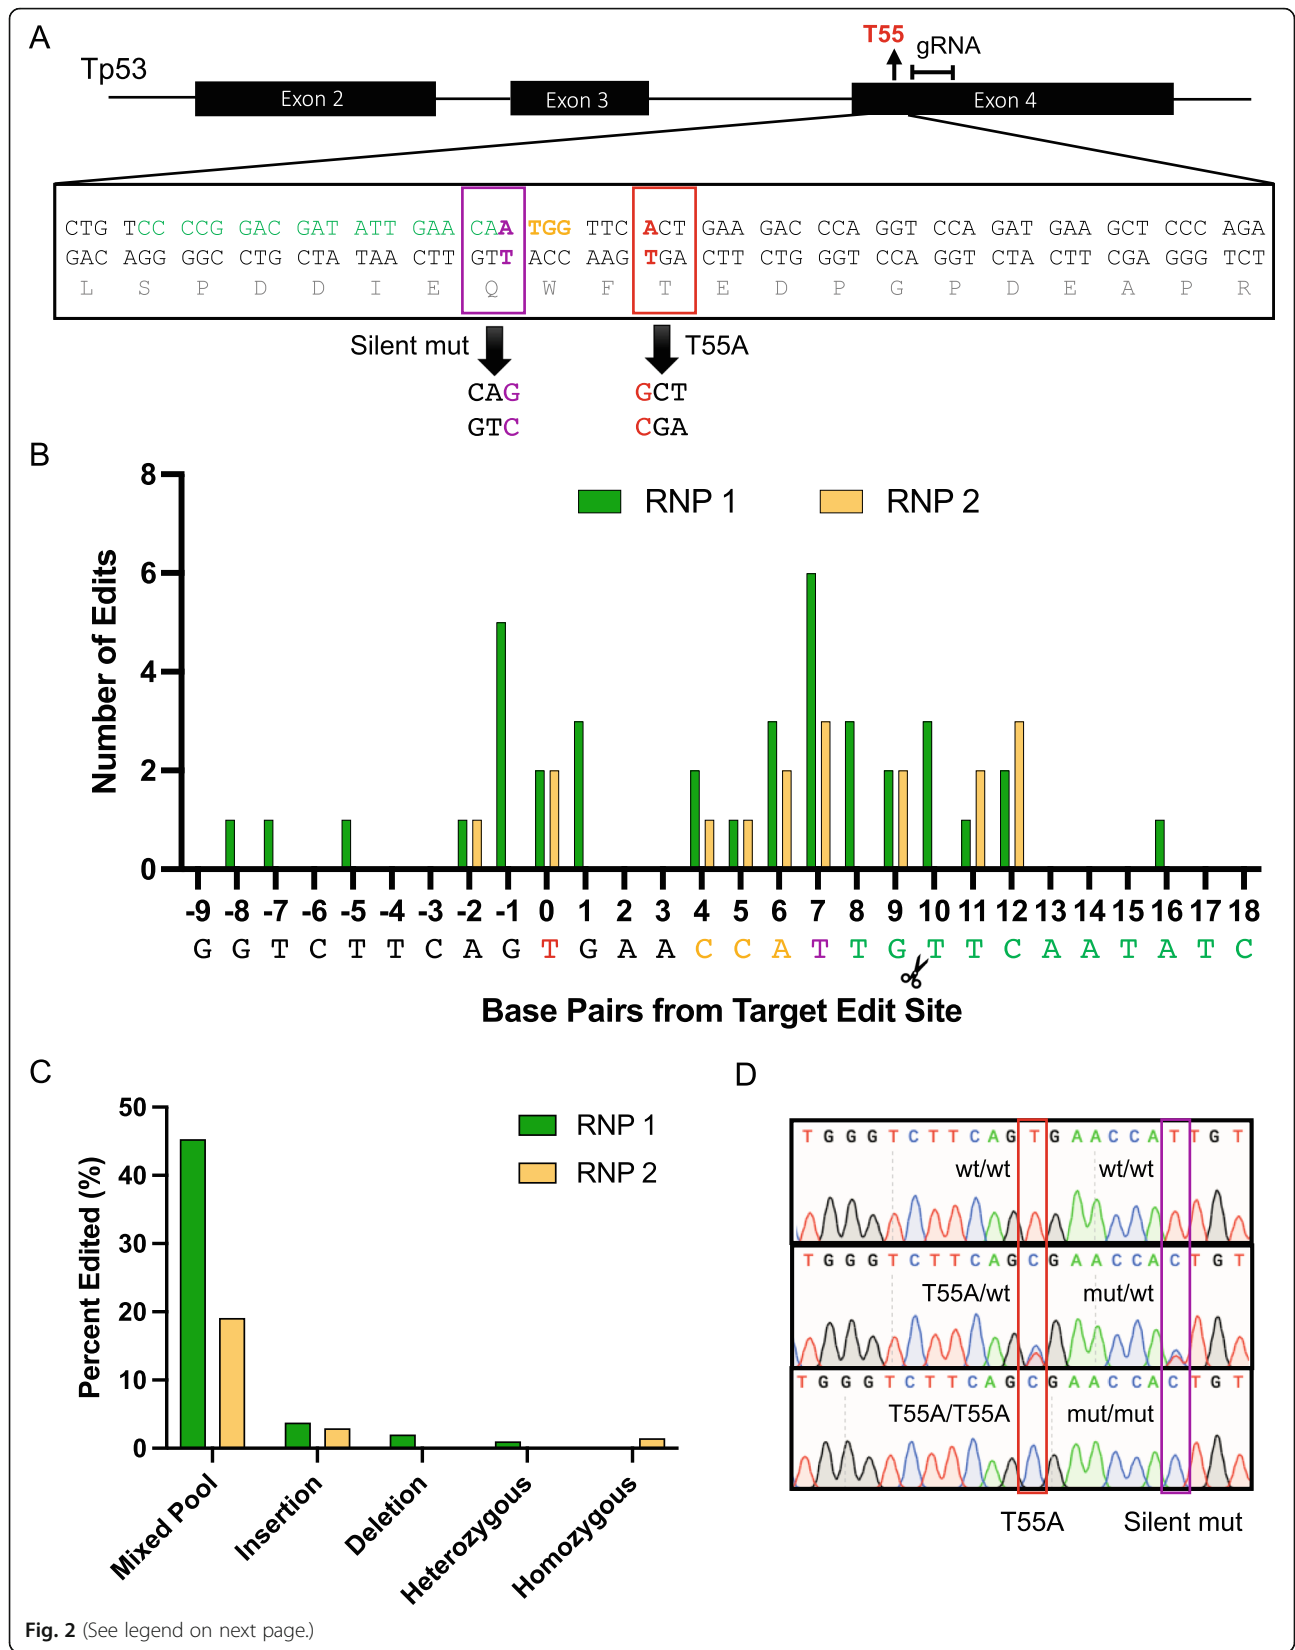 A
T55
gRNA
Tp53
Exon 2
Exon 3
Exon 4
CTG TCC CCG GAC GAT ATT GAA CAA TGG TTC ACT GAA GAC CCA GGT CCA GAT GAA GCT CCC AGA
GAC AGG GGC CTG CTA TAA CTT GTT ACC AAG TGA CTT CTG GGT CCA GGT CTA CTT CGA GGG TCT
L S P D D I E Q W F T E D P G P D E A P R
Silent mut
T55A
CAG
GCT
GTC
CGA
B
8
6
4
2
0
Number of Edits
RNP 1
RNP 2
-9 -8 -7 -6 -5 -4 -3 -2 -1 0 1 2 3 4 5 6 7 8 9 10 11 12 13 14 15 16 17 18
G G T C T T C A G T G A A C C A T T G T T C A A T A T C
Base Pairs from Target Edit Site
C
50
40
30
20
10
0
Percent Edited (%)
RNP 1
RNP 2
Mixed Pool
Insertion
Deletion
Heterozygous
Homozygous
D
T G G G T C T T C A G T G A A C C A T T G T
wt/wt
wt/wt
T G G G T C T T C A G C G A A C C A C T G T
T55A/wt
mut/wt
T G G G T C T T C A G C G A A C C A C T G T
T55A/T55A
mut/mut
T55A
Silent mut
Fig. 2 (See legend on next page.)